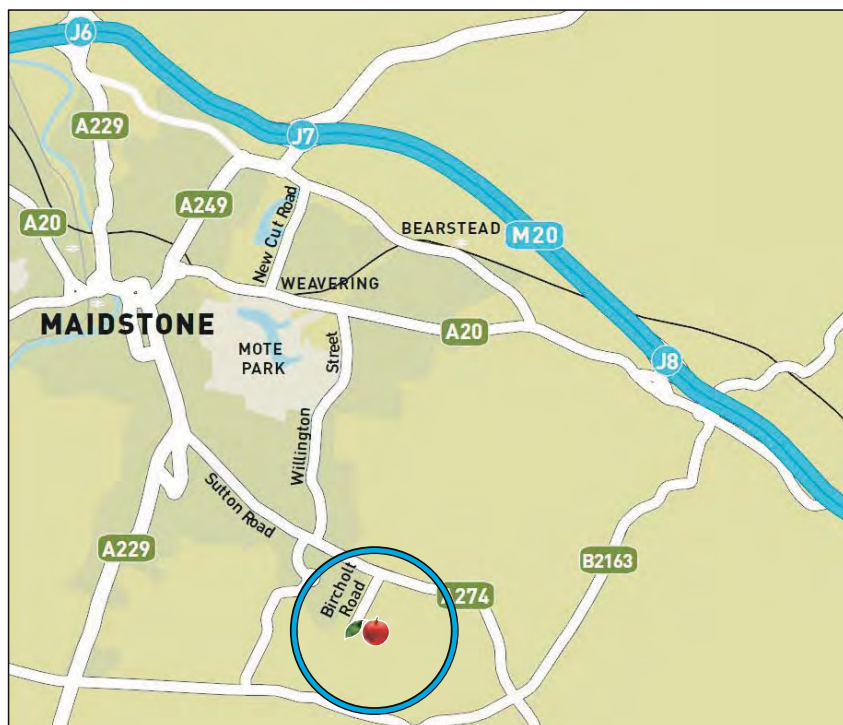 J6
A229
J7
A249
A20
New Cut Road
BEARSTEAD
M20
WEAVERING
MAIDSTONE
A20
MOTE
PARK
Street
J8
Willington
Sutton Road
A229
B2163
Bircholt
Road
A274